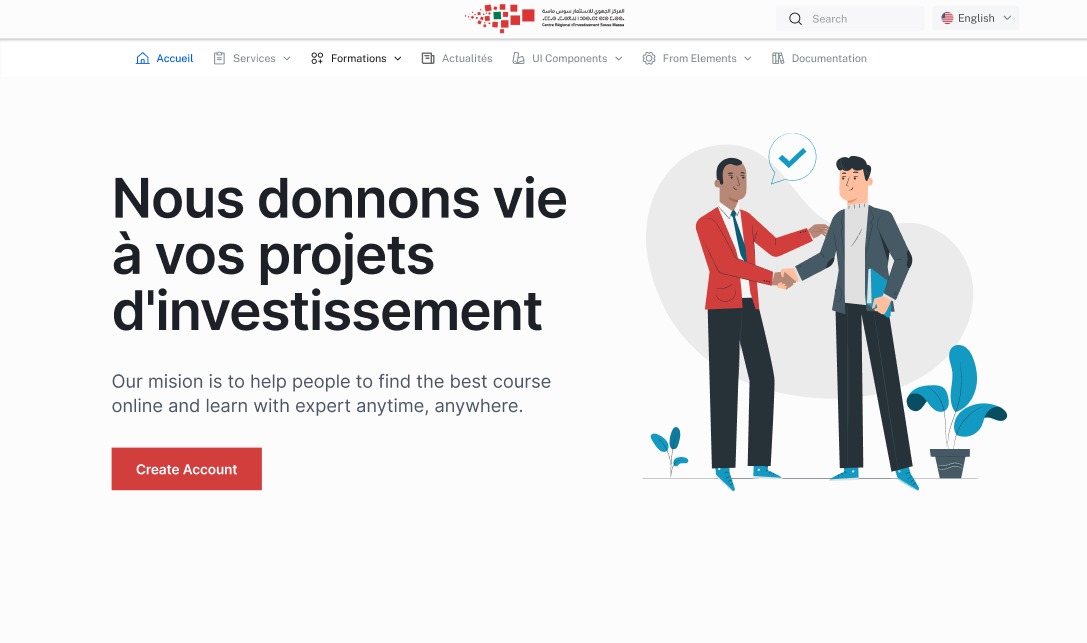 المركز الجهوي للاستثمار سوس ماسة
Centre Régional d'Investissement Souss Massa
Search
English
Accueil
Services
Formations
Actualités
UI Components
From Elements
Documentation
Nous donnons vie
à vos projets
d'investissement
Our mision is to help people to find the best course
online and learn with expert anytime, anywhere.
Create Account